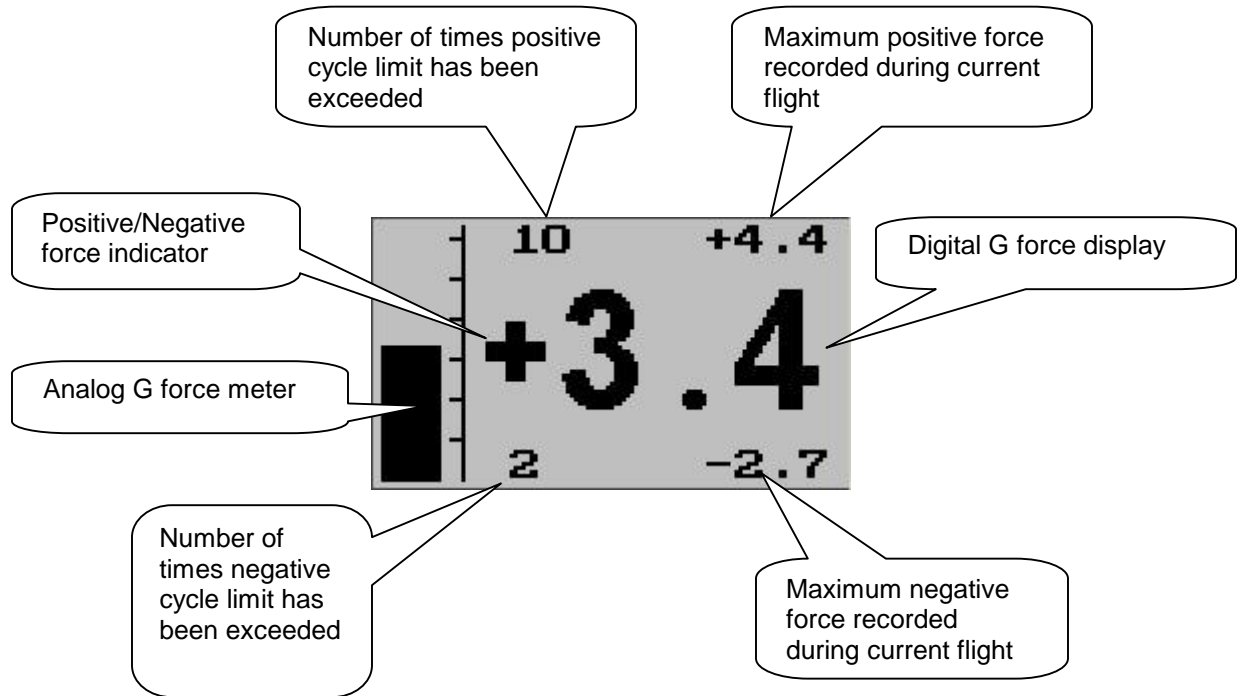 Number of times positive
cycle limit has been
exceeded
Maximum positive force
recorded during current
flight
Positive/Negative
force indicator
10
+4.4
Digital G force display
+3.4
Analog G force meter
2
-2.7
Number of
times negative
cycle limit has
been exceeded
Maximum negative
force recorded
during current flight